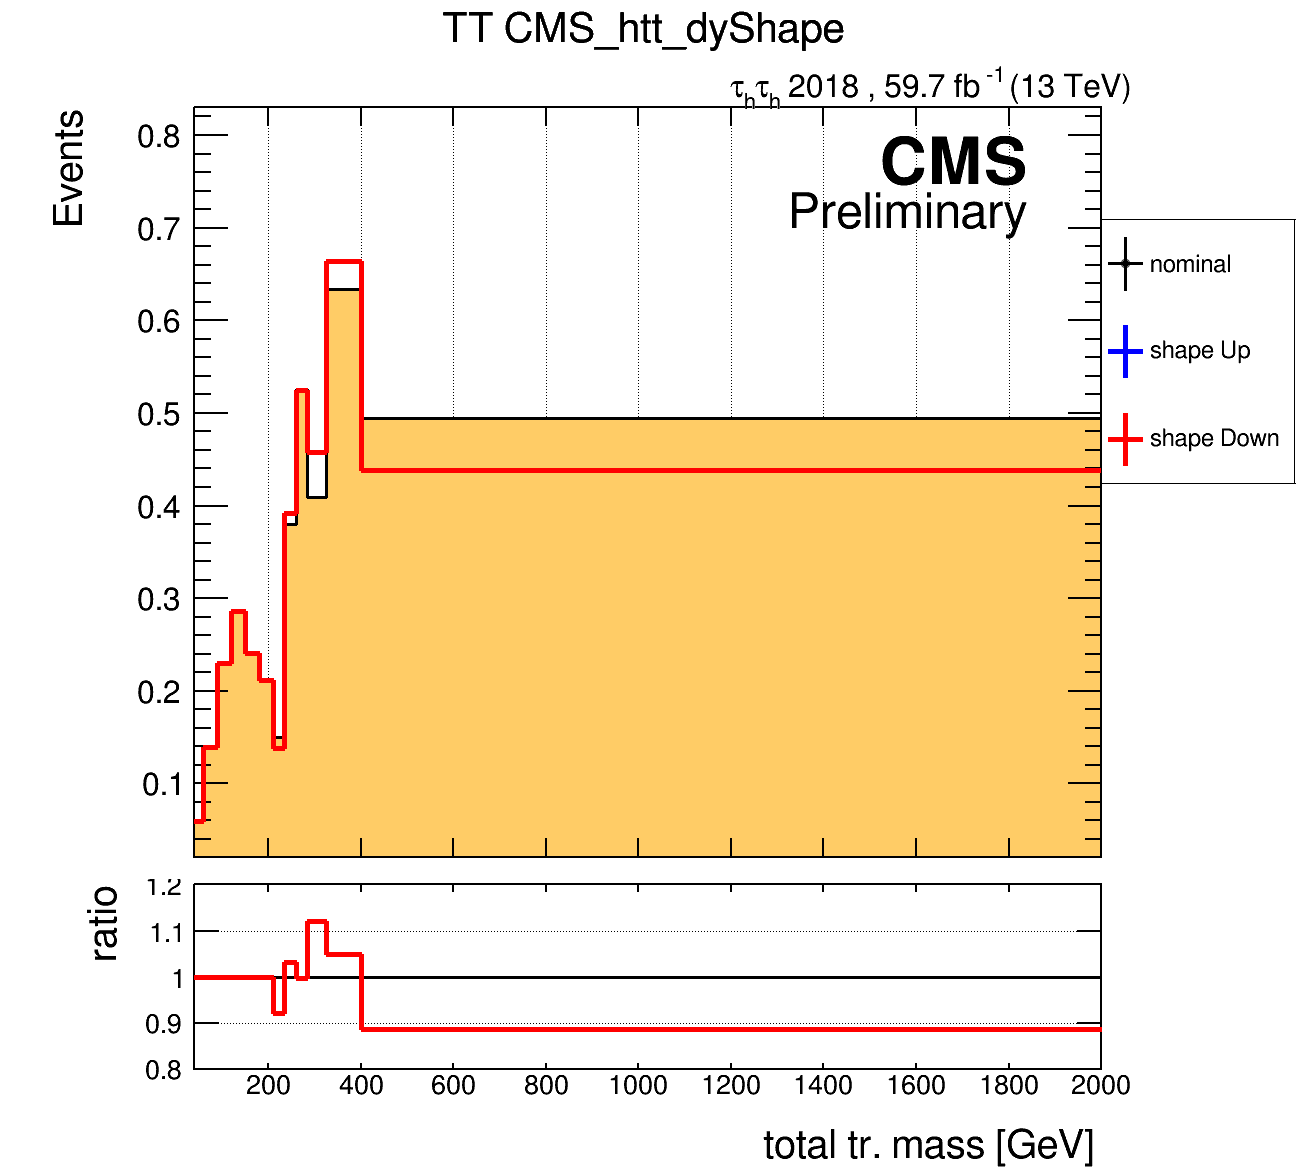 TT CMS_htt_dyShape
τhτh 2018 , 59.7 fb-1 (13 TeV)
Events
0.8
0.7
0.6
0.5
0.4
0.3
0.2
0.1
CMS
Preliminary
nominal
shape Up
shape Down
ratio
1.2
1.1
1
0.9
0.8
200 400 600 800 1000 1200 1400 1600 1800 2000
total tr. mass [GeV]